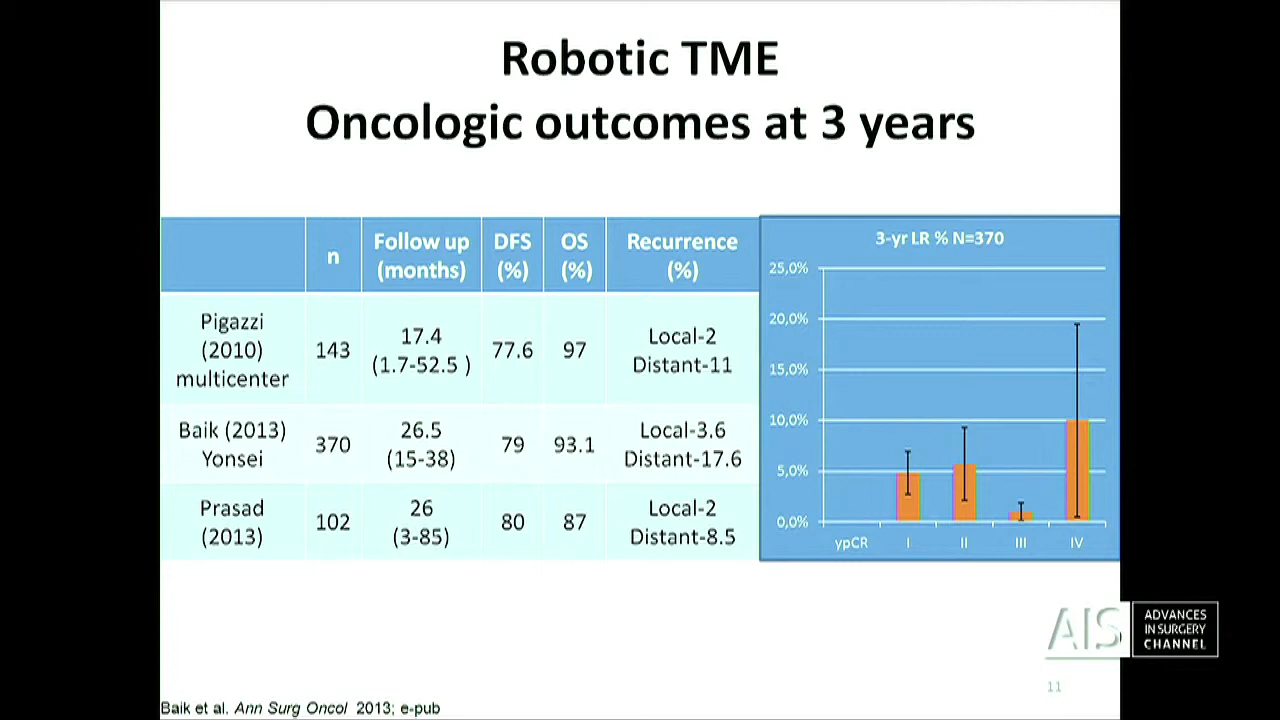 Robotic TME
Oncologic outcomes at 3 years
n
Follow up
(months)
DFS
(%)
OS
(%)
Recurrence
(%)
Pigazzi
(2010)
multicenter
143
17.4
(1.7-52.5 )
77.6
97
Local-2
Distant-11
Baik (2013)
Yonsei
370
26.5
(15-38)
79
93.1
Local-3.6
Distant-17.6
Prasad
(2013)
102
26
(3-85)
80
87
Local-2
Distant-8.5
3-yr LR % N=370
25,0%
20,0%
15,0%
10,0%
5,0%
0,0%
ypCR I II III IV
AIS
ADVANCES
IN SURGERY
CHANNEL
11
Baik et al. Ann Surg Oncol 2013; e-pub